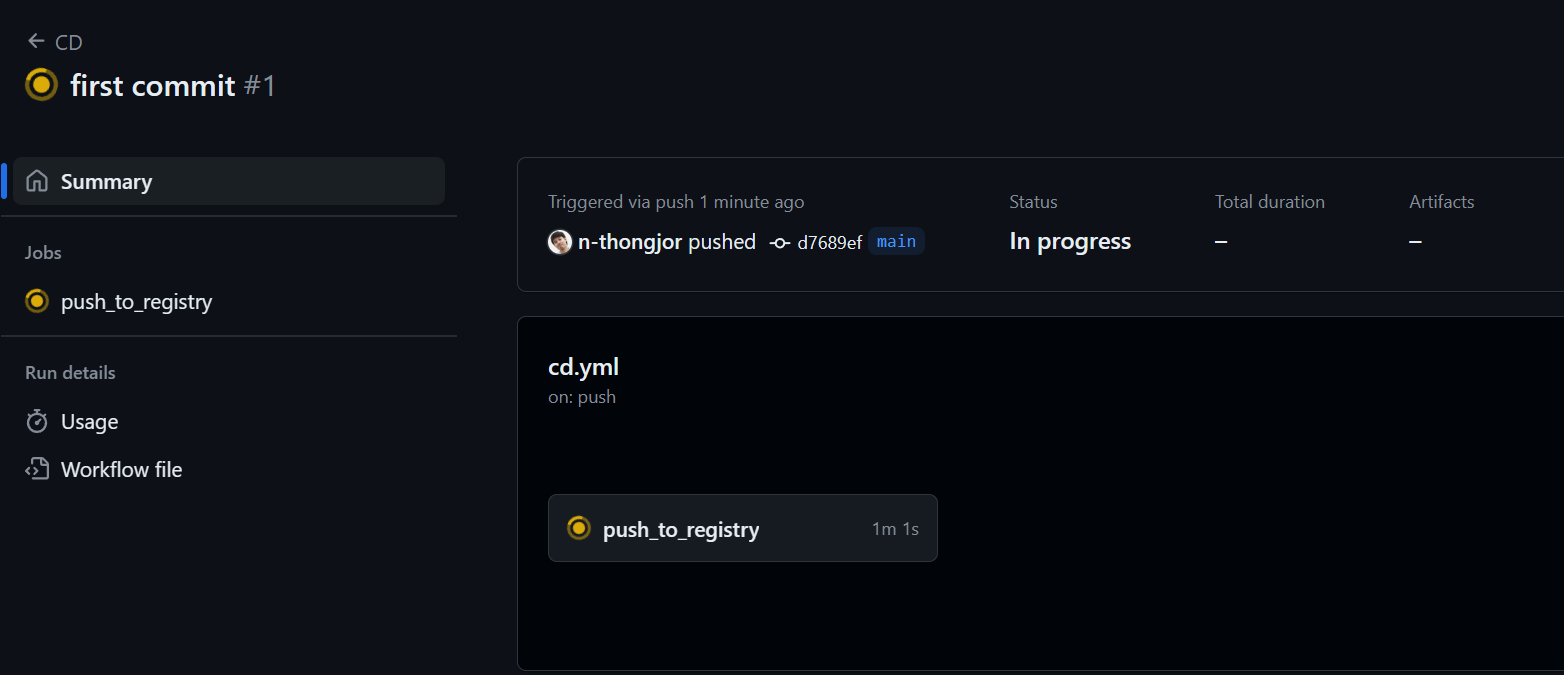 CD
first commit #1
Summary
Jobs
push_to_registry
Run details
Usage
Workflow file
Triggered via push 1 minute ago
n-thongjor pushed d7689ef main
Status
In progress
Total duration
–
Artifacts
–
cd.yml
on: push
push_to_registry 1m 1s